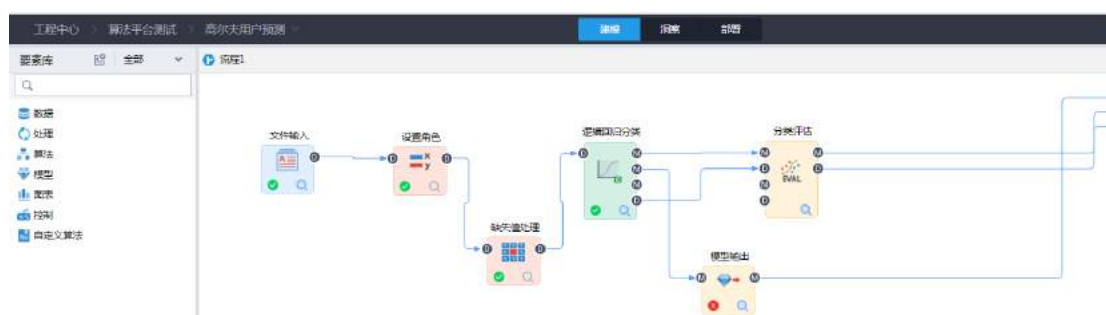 工程中心 > 算法平台测试 > 高尔夫用户预测
建模 洞察 部署
要素库 全部
流程1
数据
处理
算法
模型
图表
控制
自定义算法
文件输入
D
设置角色
D x y D
缺失值处理
D D
逻辑回归分类
D M M M D
分类评估
M D M D EVAL M D
模型输出
M M